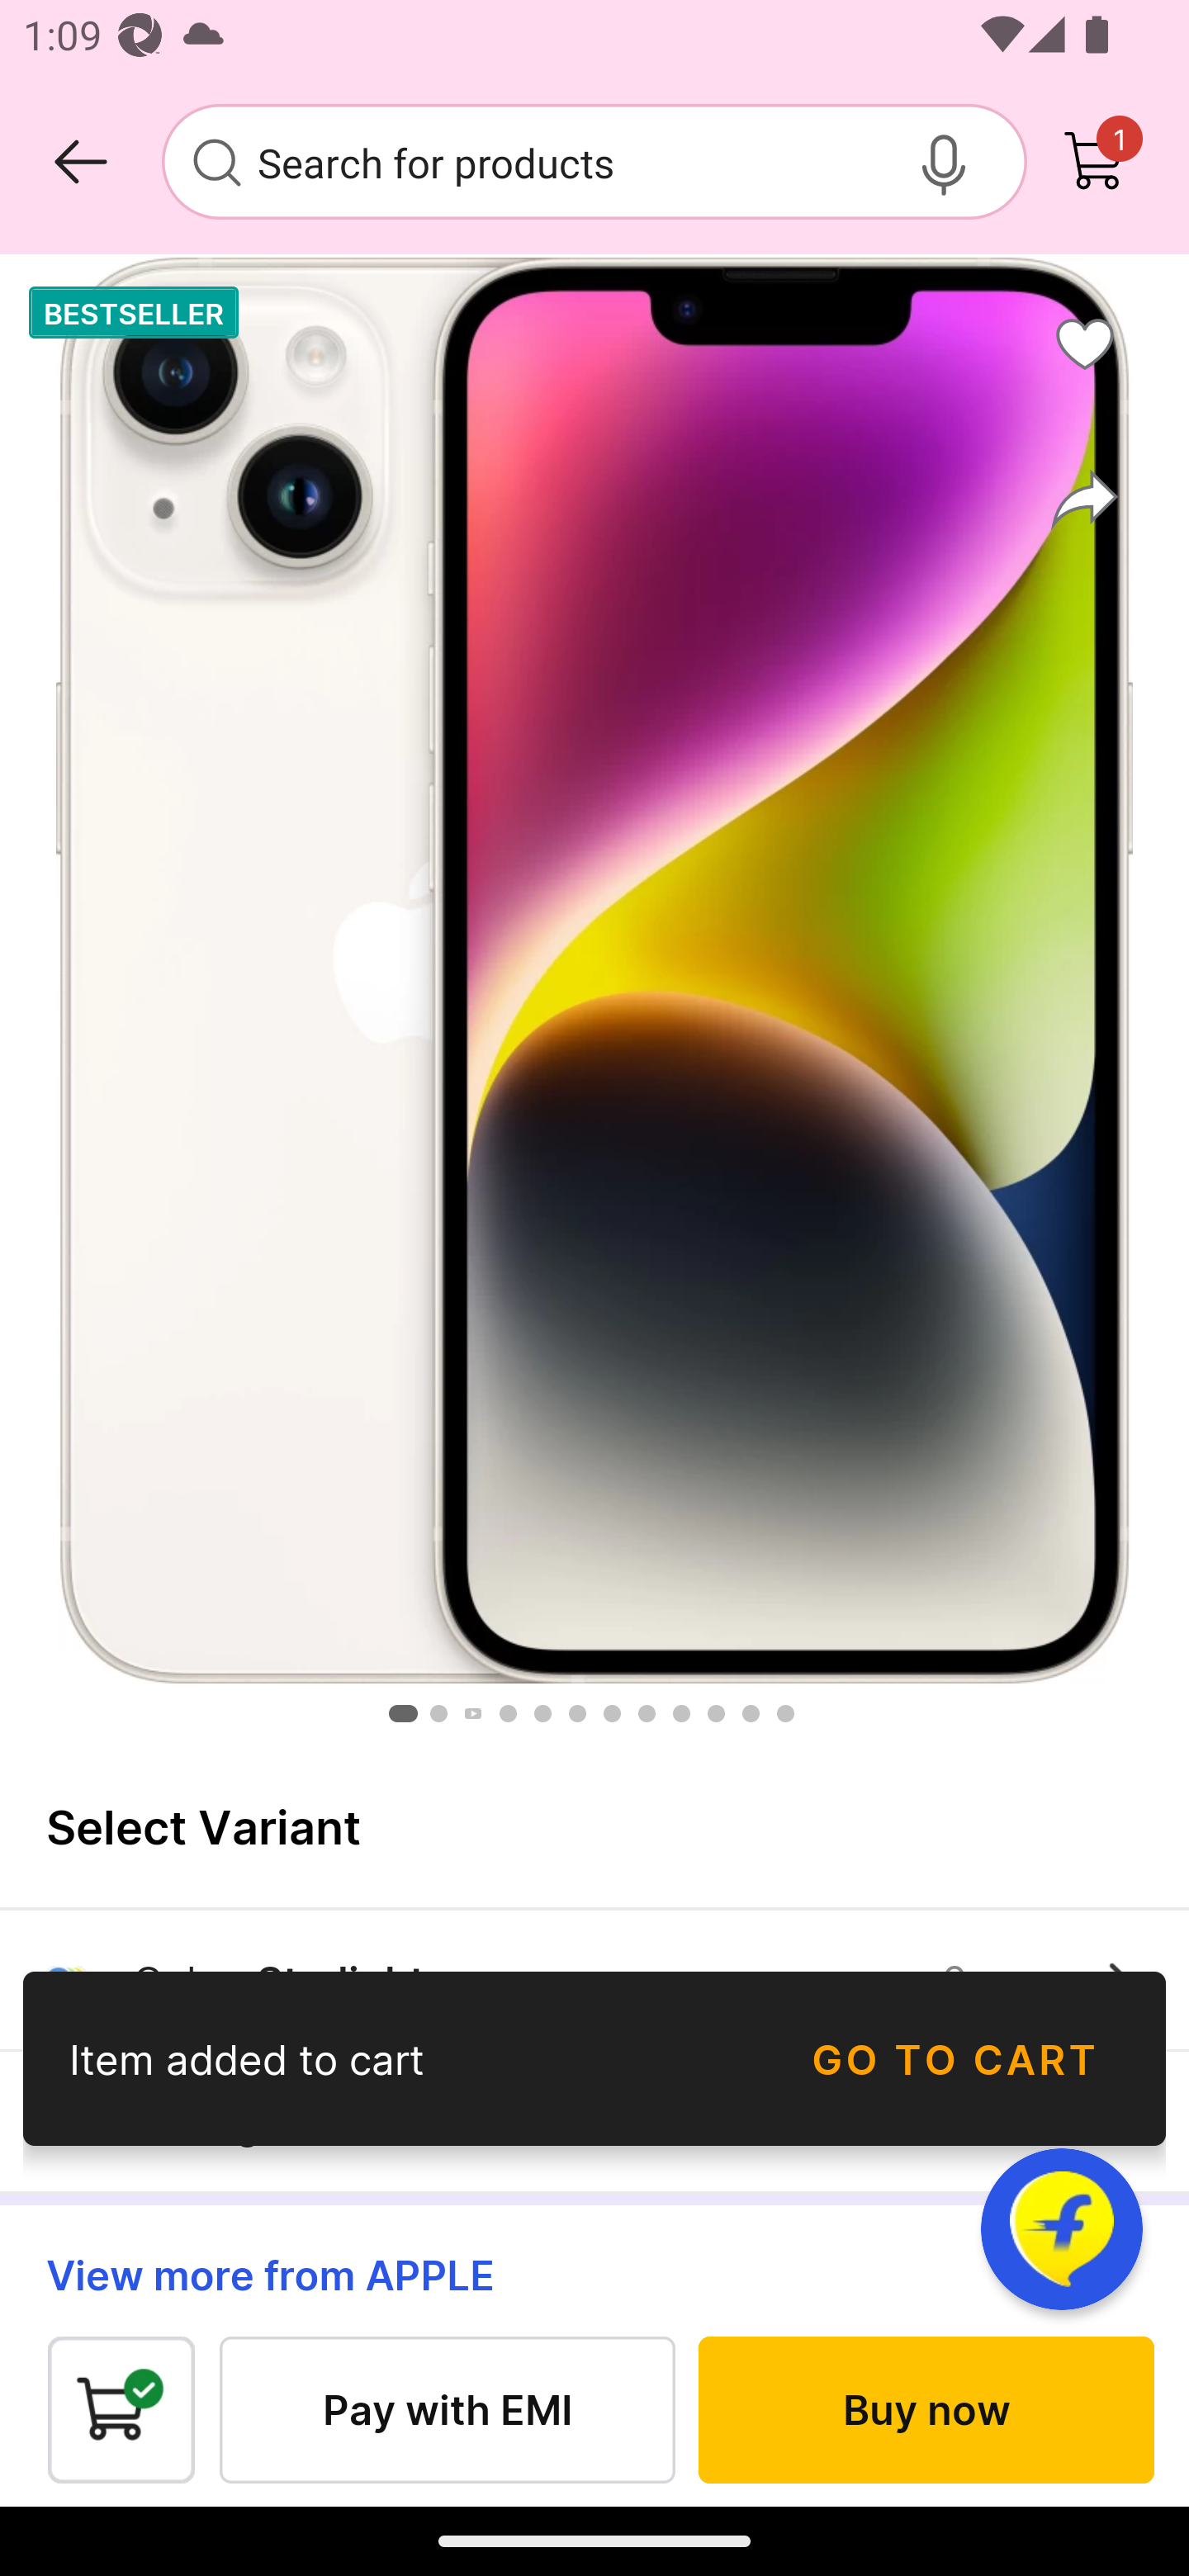 1:09
Search for products
1
BESTSELLER
Select Variant
Item added to cart
GO TO CART
View more from APPLE
Pay with EMI
Buy now